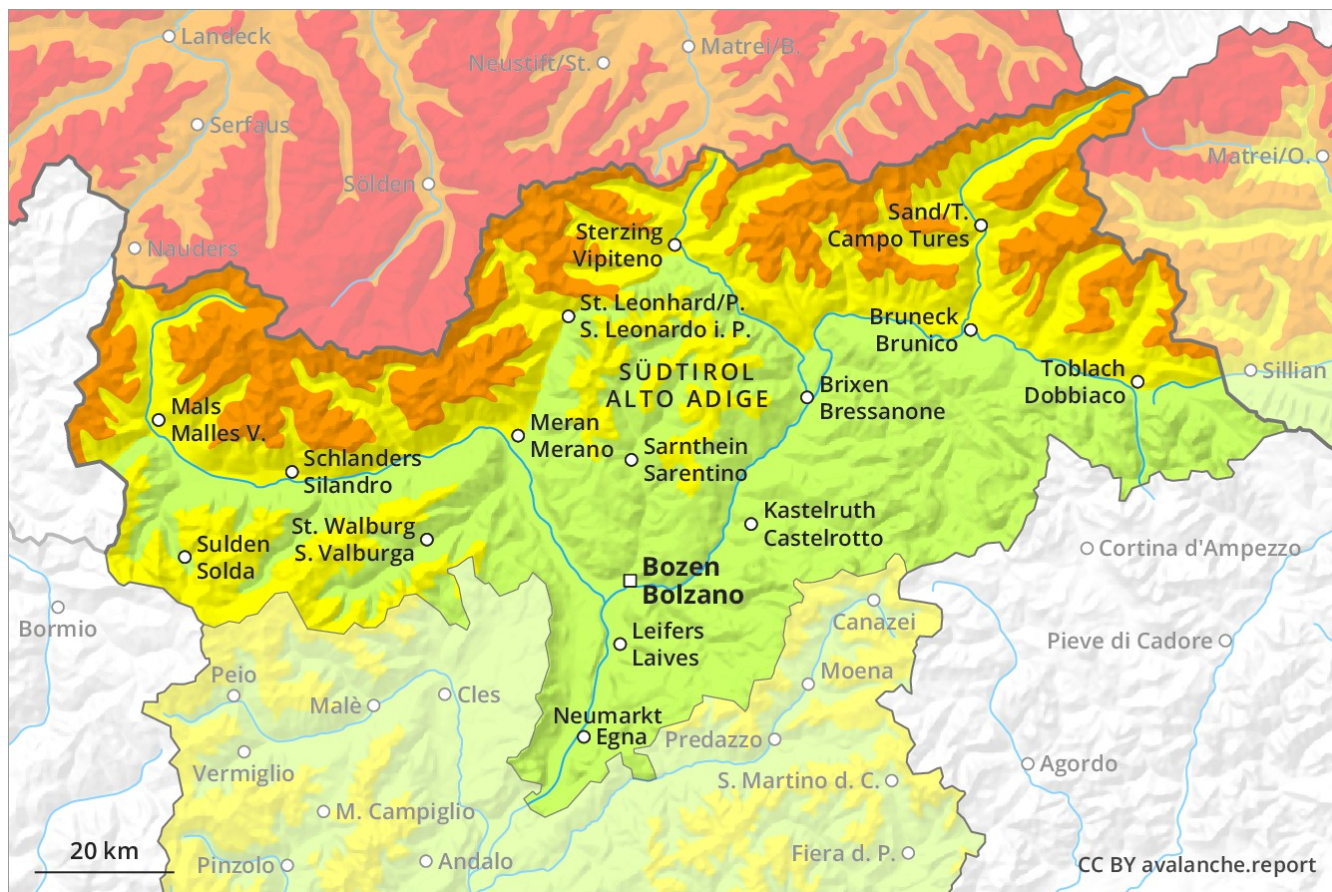 Landeck
Matrei/B.
Neustift/St.
Serfaus
Matrei/O.
Sölden
Sand/T.
Campo Tures
Sterzing
Vipiteno
Nauders
St. Leonhard/P.
S. Leonardo i. P.
Bruneck
Brunico
SÜDTIROL
ALTO ADIGE
Toblach
Dobbiaco
Sillian
Brixen
Bressanone
Mals
Malles V.
Meran
Merano
Sarnthein
Sarentino
Schlanders
Silandro
Kastelruth
Castelrotto
St. Walburg
S. Valburga
Sulden
Solda
Cortina d'Ampezzo
Bozen
Bolzano
Bormio
Canazei
Leifers
Laives
Pieve di Cadore
Peio
Moena
Cles
Malè
Neumarkt
Egna
Predazzo
Vermiglio
Agordo
S. Martino d. C.
M. Campiglio
20 km
Pinzolo
Andalo
Fiera d. P.
CC BY avalanche.report